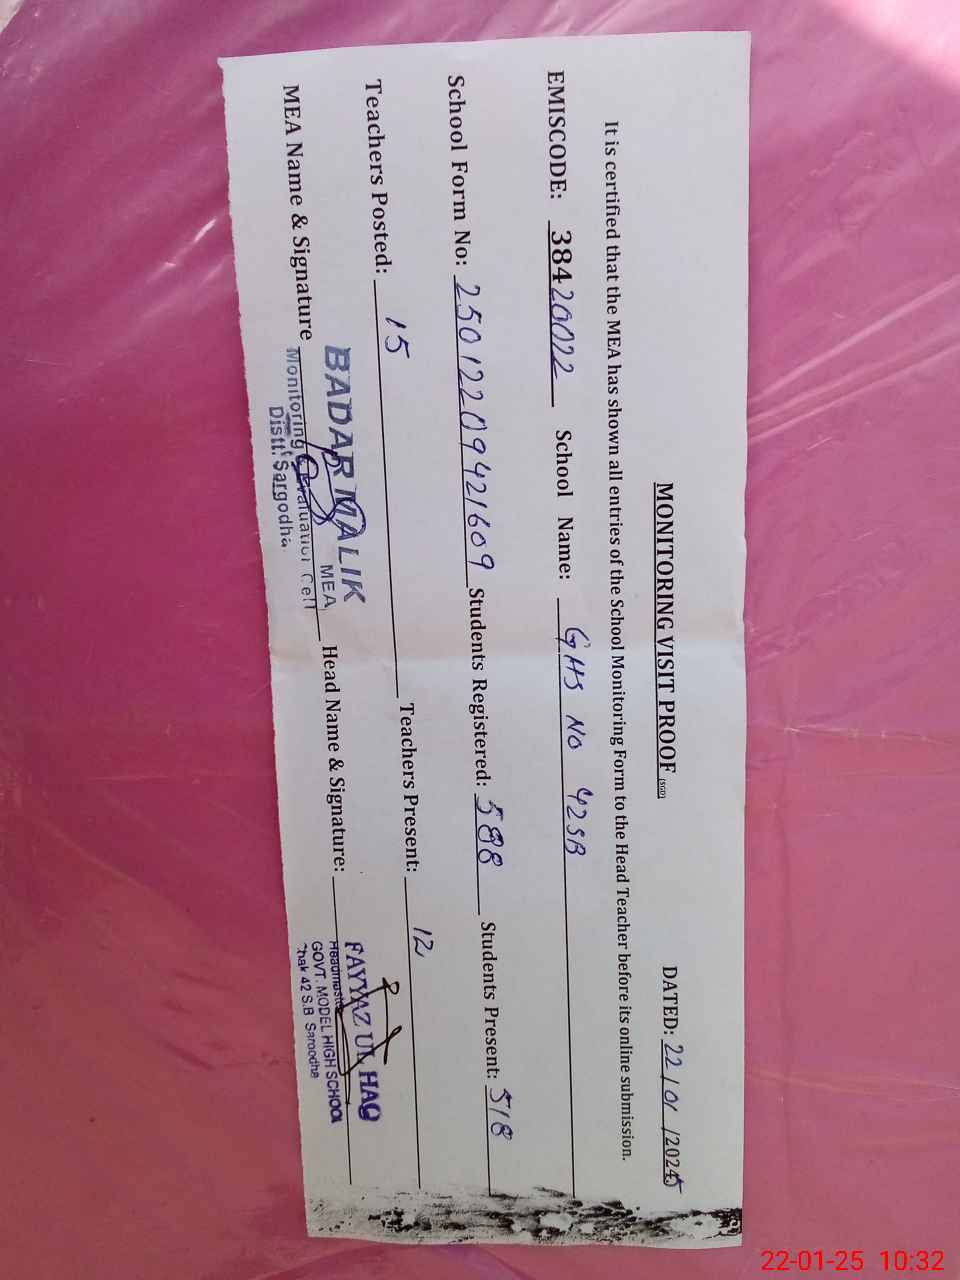 MONITORING VISIT PROOF (SGD)
DATED: 22/01/2025
It is certified that the MEA has shown all entries of the School Monitoring Form to the Head Teacher before its online submission.
EMISCODE: 38420022 School Name: GHS NO 42SB
School Form No: 25012209421609 Students Registered: 588 Students Present: 518
Teachers Posted: 15 Teachers Present: 12
MEA Name & Signature Head Name & Signature:
BADAR MALIK
MEA
Monitoring & Evaluation Cell
Distt. Sargodha
FAYYAZ UL HAQ
Headmaster
GOVT. MODEL HIGH SCHOOL
Chak 42 S.B Sargodha
22-01-25 10:32